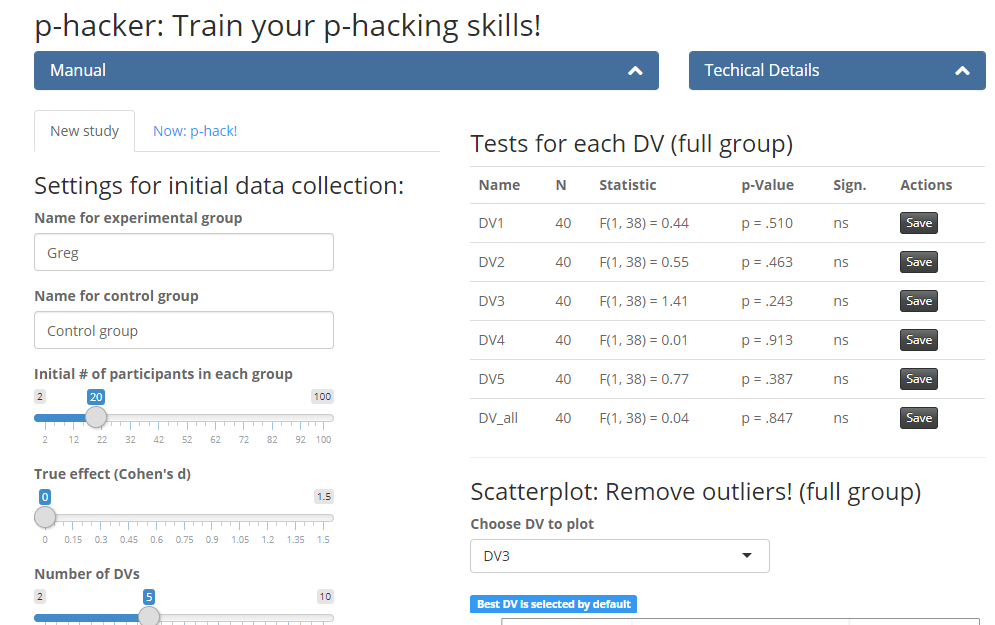 p-hacker: Train your p-hacking skills!
Manual
Techical Details
New study
Now: p-hack!
Settings for initial data collection:
Name for experimental group
Greg
Name for control group
Control group
Initial # of participants in each group
2 20 100
2 12 22 32 42 52 62 72 82 92 100
True effect (Cohen's d)
0 1.5
0 0.15 0.3 0.45 0.6 0.75 0.9 1.05 1.2 1.35 1.5
Number of DVs
2 5 10
Tests for each DV (full group)
Name N Statistic p-Value Sign. Actions
DV1 40 F(1, 38) = 0.44 p = .510 ns Save
DV2 40 F(1, 38) = 0.55 p = .463 ns Save
DV3 40 F(1, 38) = 1.41 p = .243 ns Save
DV4 40 F(1, 38) = 0.01 p = .913 ns Save
DV5 40 F(1, 38) = 0.77 p = .387 ns Save
DV_all 40 F(1, 38) = 0.04 p = .847 ns Save
Scatterplot: Remove outliers! (full group)
Choose DV to plot
DV3
Best DV is selected by default